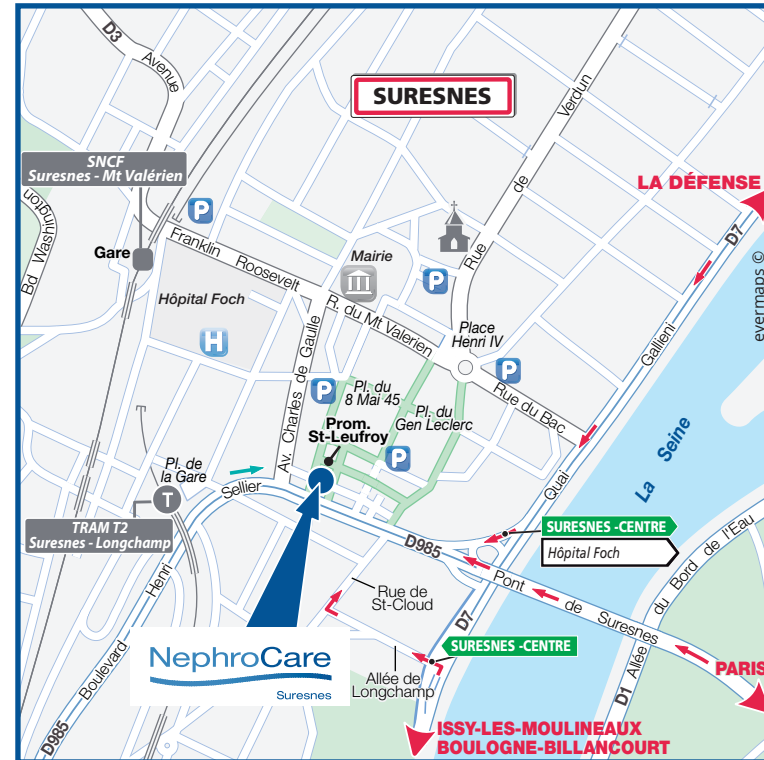 D3
Avenue
SURESNES
Verdun
de
Rue
SNCF
Suresnes - Mt Valérien
LA DÉFENSE
D7
Bd Washington
P
Gare
Franklin Roosevelt
Mairie
evermaps ©
Hôpital Foch
R. du Mt Valérien
P
H
Place
Henri IV
Gallieni
Av. Charles de Gaulle
P
Pl. du
8 Mai 45
P
Rue du Bac
Pl. du
Gen Leclerc
Prom.
St-Leufroy
La Seine
P
Pl. de
la Gare
Quai
T
Sellier
TRAM T2
Suresnes - Longchamp
D985
SURESNES -CENTRE
Hôpital Foch
Allée du Bord de l'Eau
Henri
Rue de
St-Cloud
Pont de Suresnes
D7
NephroCare
Suresnes
SURESNES -CENTRE
Boulevard
Allée de
Longchamp
PARIS
D1
D985
ISSY-LES-MOULINEAUX
BOULOGNE-BILLANCOURT